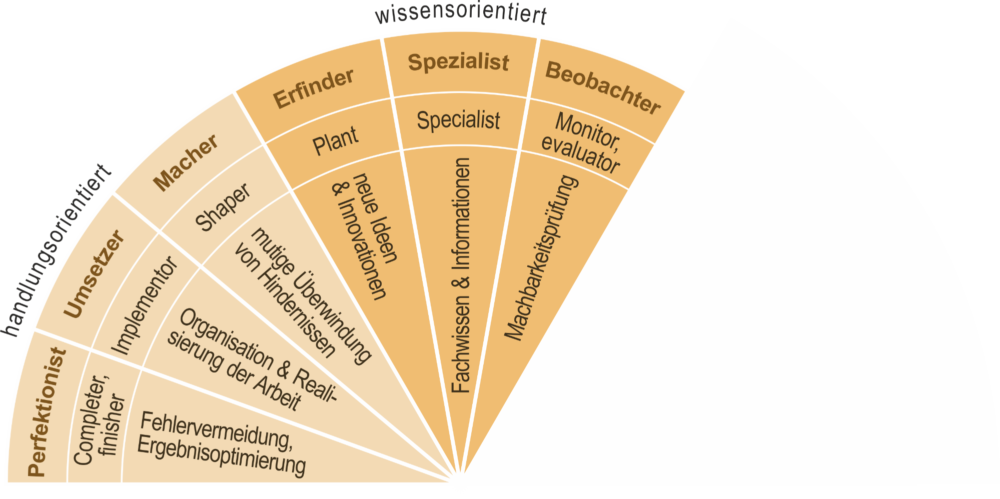 wissensorientiert
handlungsorientiert
Perfektionist
Completer,
finisher
Fehlervermeidung,
Ergebnisoptimierung
Umsetzer
Implementor
Organisation & Reali-
sierung der Arbeit
Macher
Shaper
mutige Überwindung
von Hindernissen
Erfinder
Plant
neue Ideen
& Innovationen
Spezialist
Specialist
Fachwissen & Informationen
Beobachter
Monitor,
evaluator
Machbarkeitsprüfung